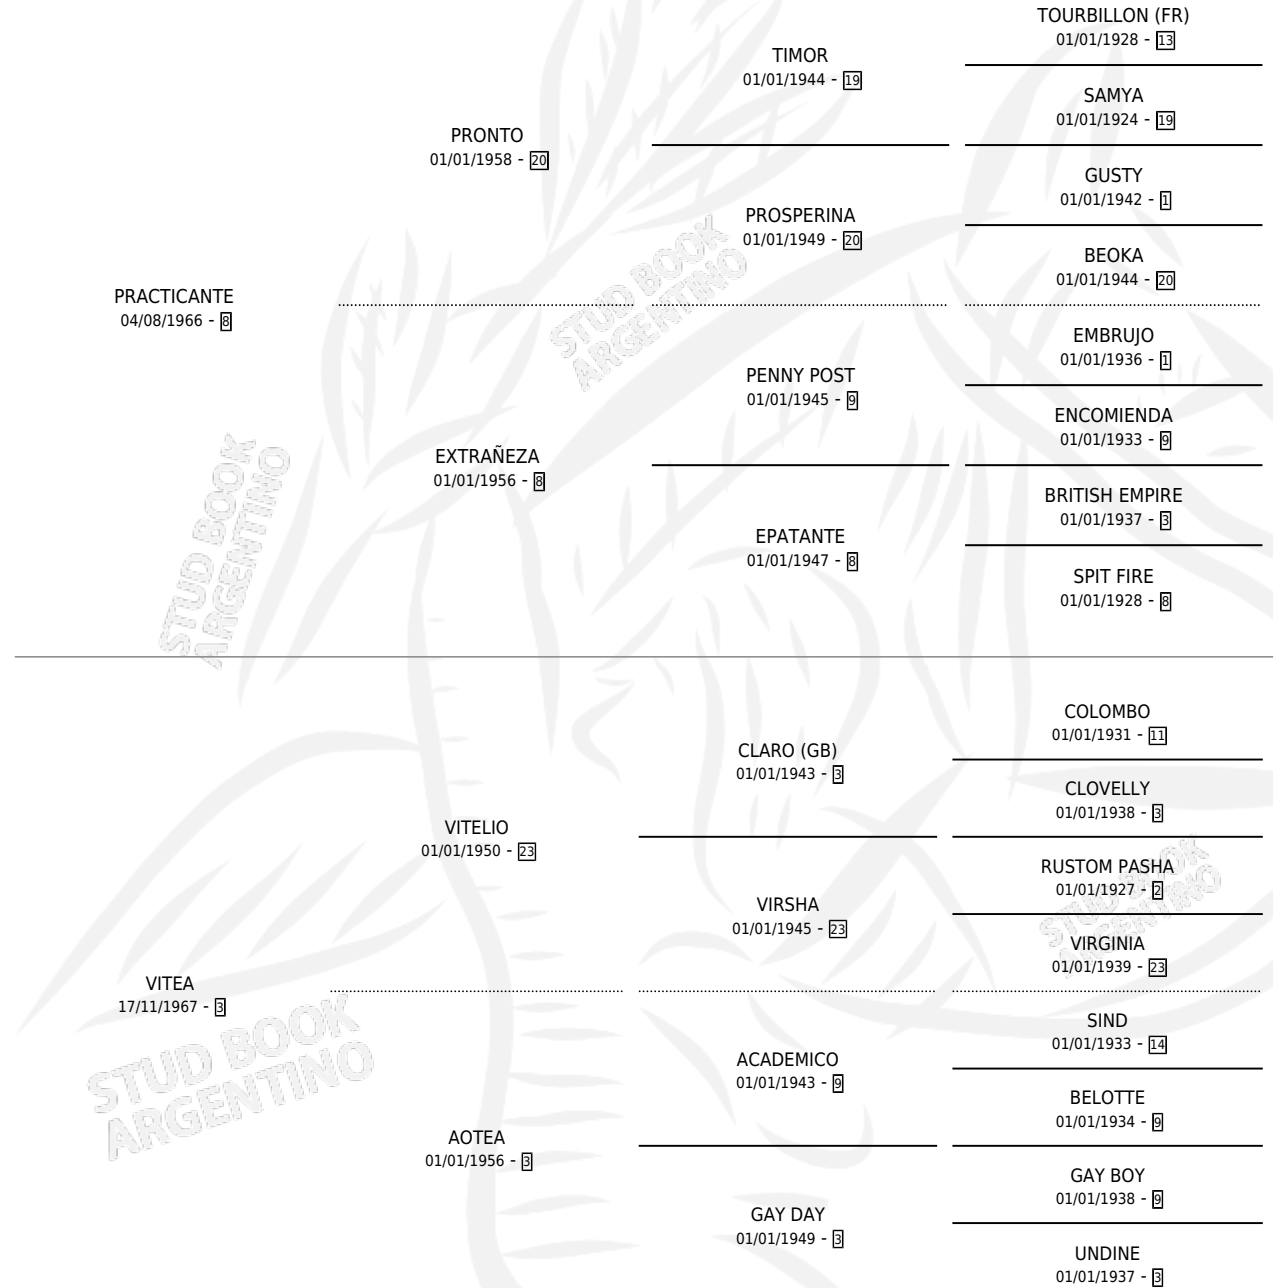 TOURBILLON (FR)
01/01/1928 - 13
TIMOR
01/01/1944 - 19
SAMYA
01/01/1924 - 19
PRONTO
01/01/1958 - 20
GUSTY
01/01/1942 - 1
PROSPERINA
01/01/1949 - 20
BEOKA
01/01/1944 - 20
PRACTICANTE
04/08/1966 - 8
EMBRUJO
01/01/1936 - 1
PENNY POST
01/01/1945 - 9
ENCOMIENDA
01/01/1933 - 9
EXTRAÑEZA
01/01/1956 - 8
BRITISH EMPIRE
01/01/1937 - 3
EPATANTE
01/01/1947 - 8
SPIT FIRE
01/01/1928 - 8
COLOMBO
01/01/1931 - 11
CLARO (GB)
01/01/1943 - 3
CLOVELLY
01/01/1938 - 3
VITELIO
01/01/1950 - 23
RUSTOM PASHA
01/01/1927 - 2
VIRSHA
01/01/1945 - 23
VIRGINIA
01/01/1939 - 23
VITEA
17/11/1967 - 3
SIND
01/01/1933 - 14
ACADEMICO
01/01/1943 - 9
BELOTTE
01/01/1934 - 9
AOTEA
01/01/1956 - 3
GAY BOY
01/01/1938 - 9
GAY DAY
01/01/1949 - 3
UNDINE
01/01/1937 - 3
STUD BOOK
ARGENTINO
STUD BOOK
ARGENTINO
STUD BOOK
ARGENTINO
STUD BOOK
ARGENTINO